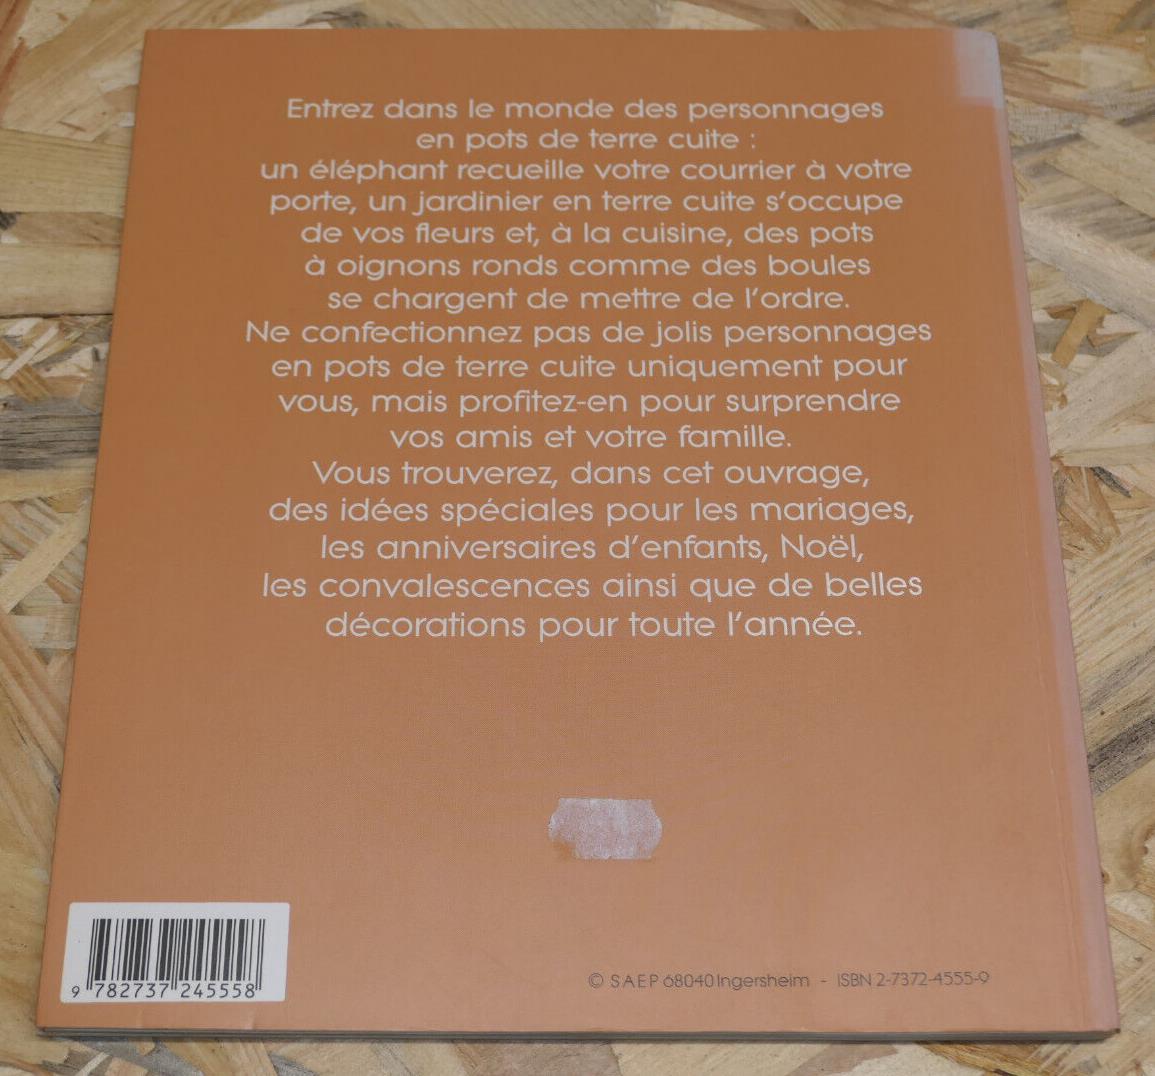 Entrez dans le monde des personnages
en pots de terre cuite :
un éléphant recueille votre courrier à votre
porte, un jardinier en terre cuite s'occupe
de vos fleurs et, à la cuisine, des pots
à oignons ronds comme des boules
se chargent de mettre de l'ordre.
Ne confectionnez pas de jolis personnages
en pots de terre cuite uniquement pour
vous, mais profitez-en pour surprendre
vos amis et votre famille.
Vous trouverez, dans cet ouvrage,
des idées spéciales pour les mariages,
les anniversaires d'enfants, Noël,
les convalescences ainsi que de belles
décorations pour toute l'année.
© S A E P 68040 Ingersheim - ISBN 2-7372-4555-9
9 782737 245558